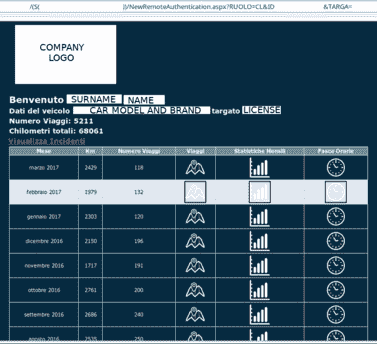 /(S( ))/NewRemoteAuthentication.aspx?RUOLO=CL&ID &TARGA=
COMPANY
LOGO
Benvenuto SURNAME NAME
Dati del veicolo CAR MODEL AND BRAND targato LICENSE
Numero Viaggi: 5211
Chilometri totali: 68061
Visualizza Incidenti
Mese Km Numero Viaggi Viaggi Statistiche Mensili Fasce Orarie
marzo 2017 2429 118
febbraio 2017 1979 132
gennaio 2017 2303 120
dicembre 2016 2150 196
novembre 2016 1717 191
ottobre 2016 2761 200
settembre 2016 2686 240
agosto 2016 2535 250